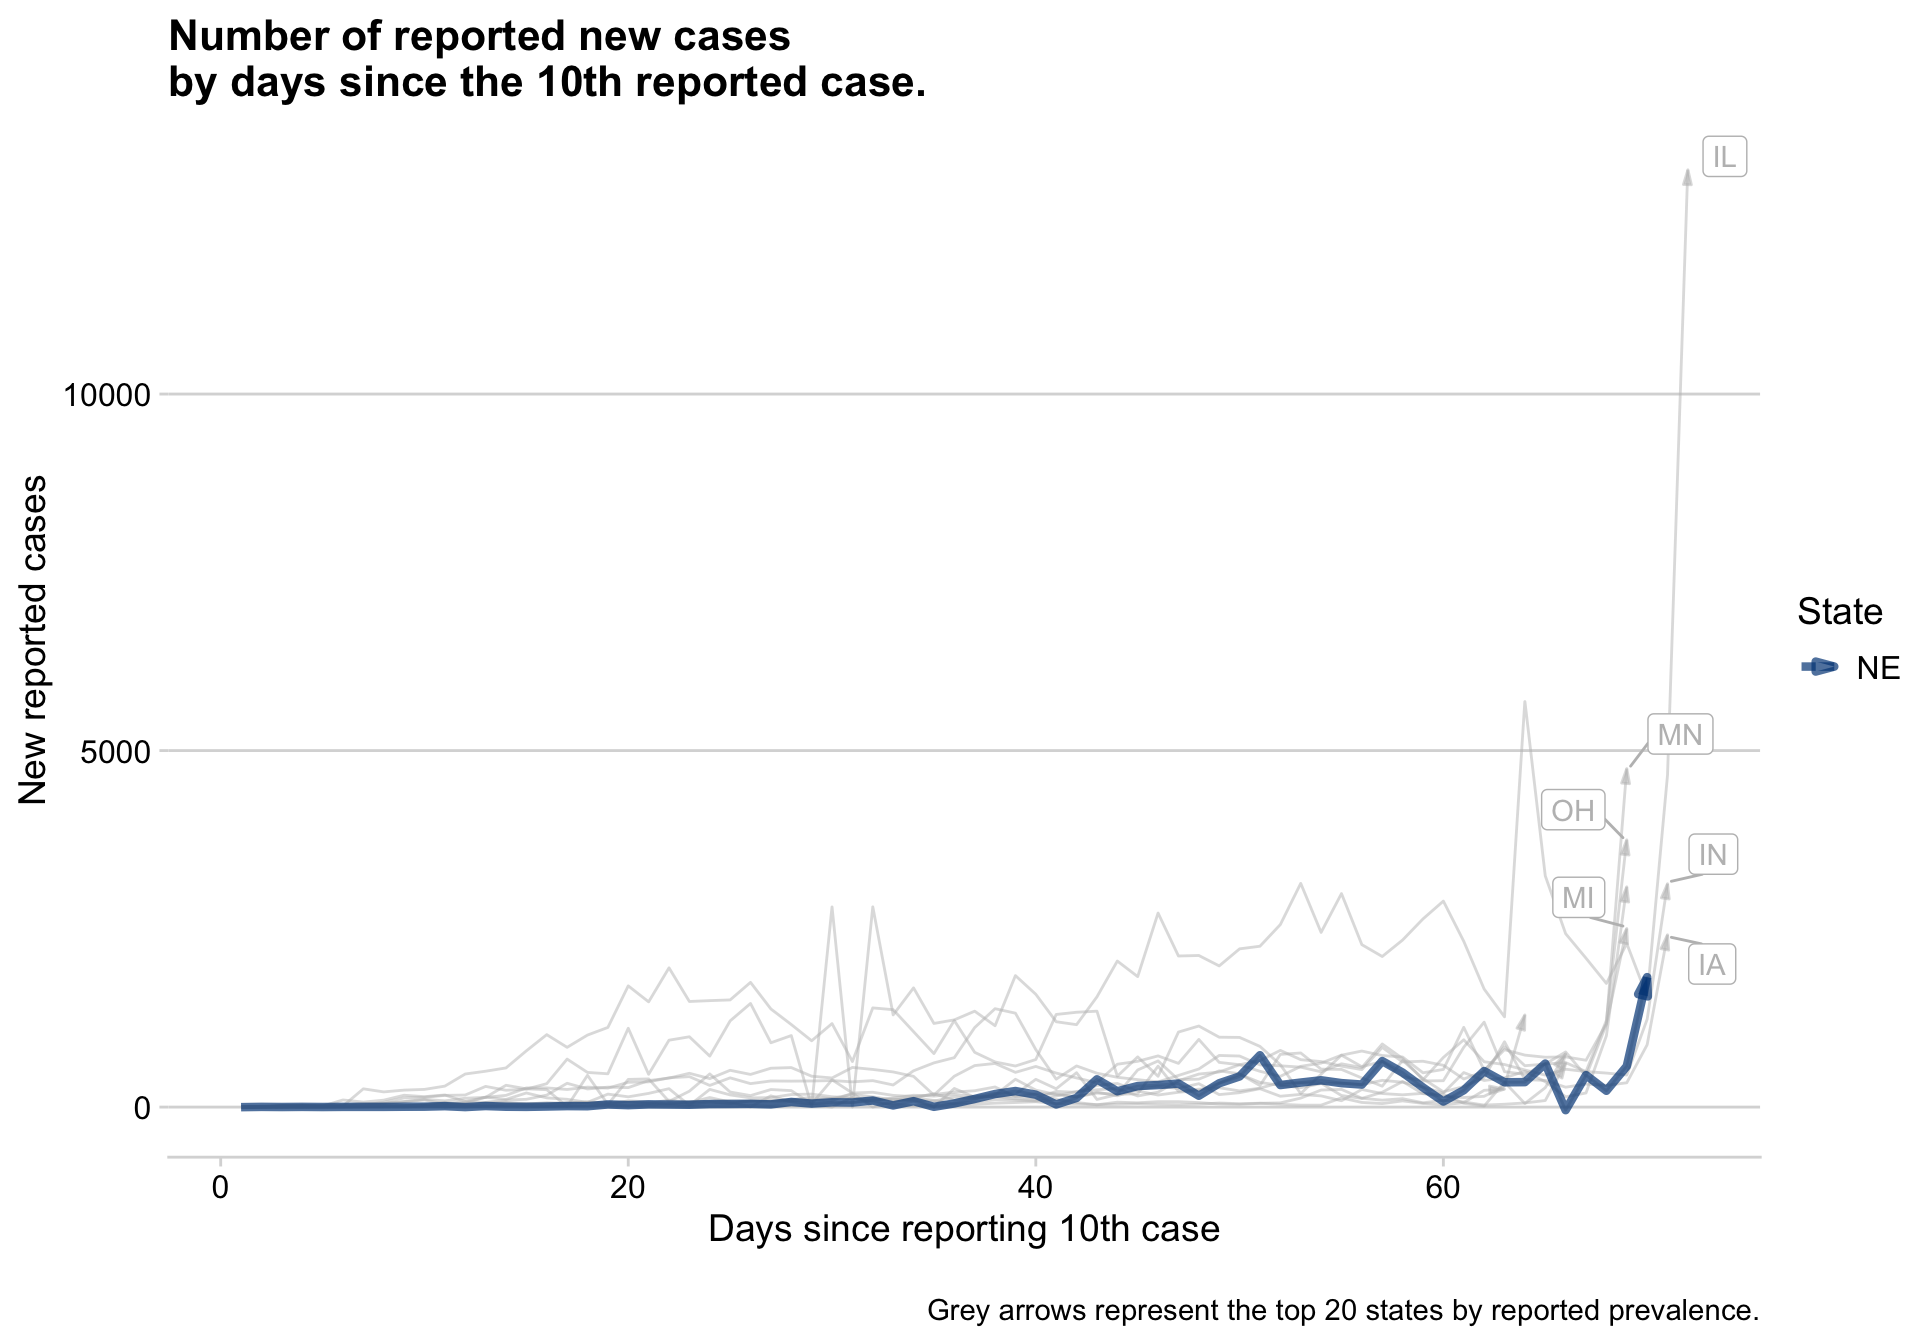 Number of reported new cases
by days since the 10th reported case.
IL
10000
MN
5000
OH
IN
MI
IA
0
New reported cases
State
NE
0 20 40 60
Days since reporting 10th case
Grey arrows represent the top 20 states by reported prevalence.